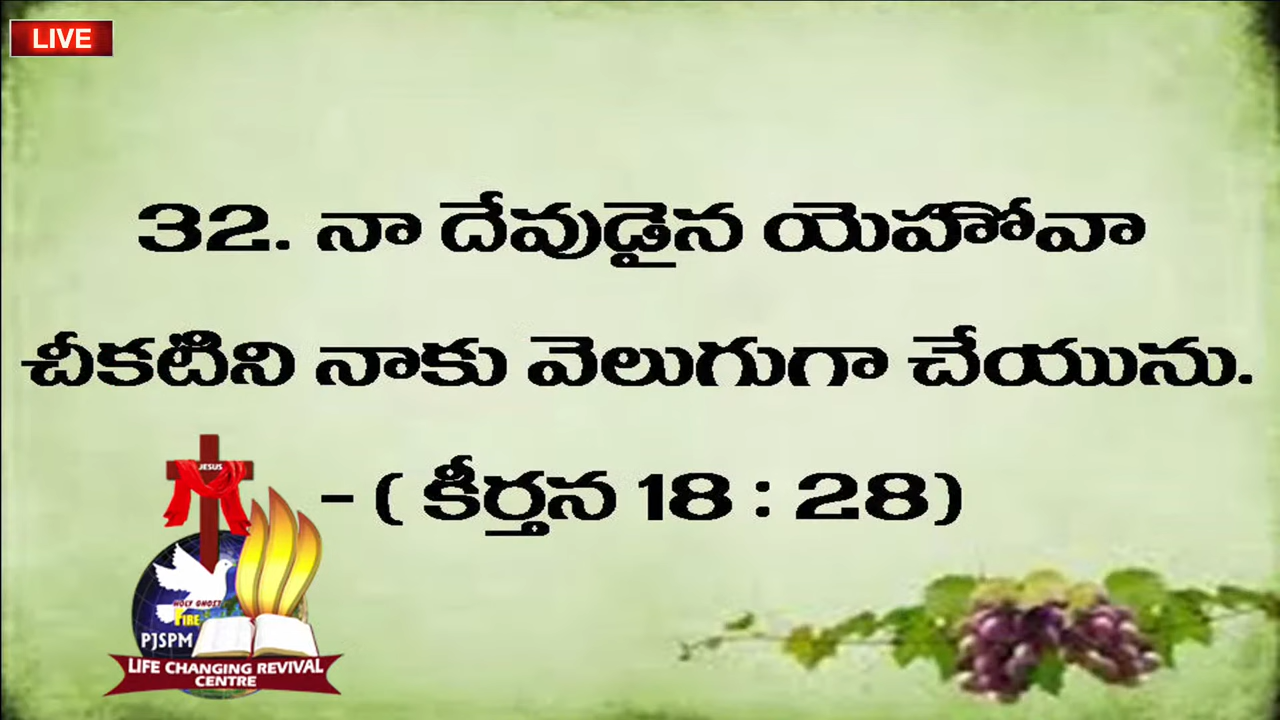 LIVE
32. నా దేవుడైన యెహోవా
చీకటిని నాకు వెలుగుగా చేయును.
- ( కీర్తన 18 : 28)
JESUS
HOLY GHOST
FIRE
PJSPM
LIFE CHANGING REVIVAL
CENTRE